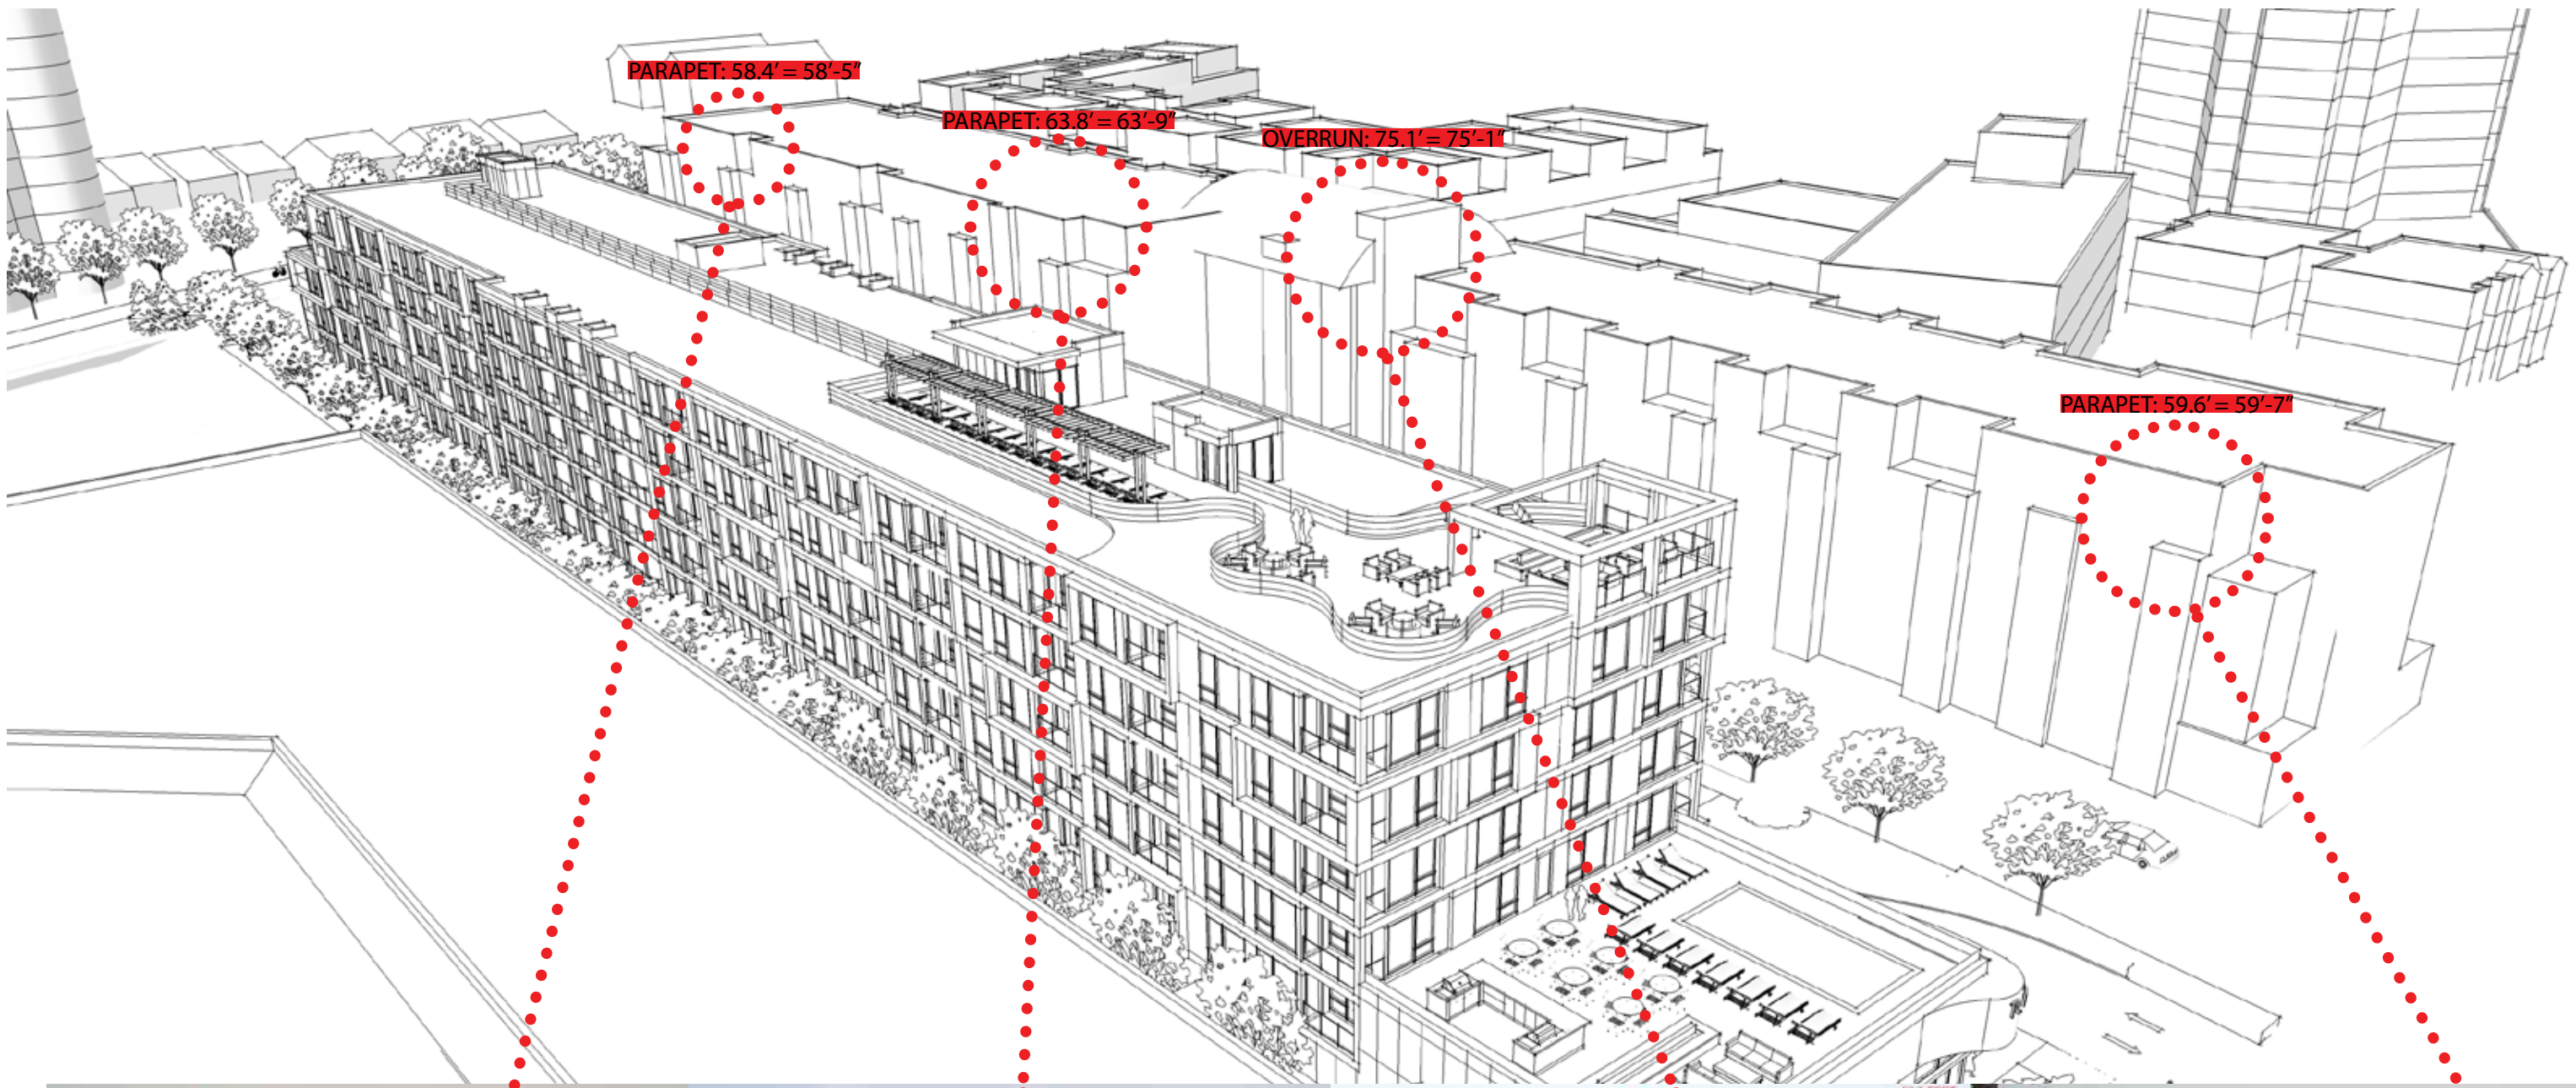 PARAPET: 58.4’ = 58’-5”
PARAPET: 63.8’ = 63’-9”
OVERRUN: 75.1’ = 75’-1”
PARAPET: 59.6’ = 59’-7”